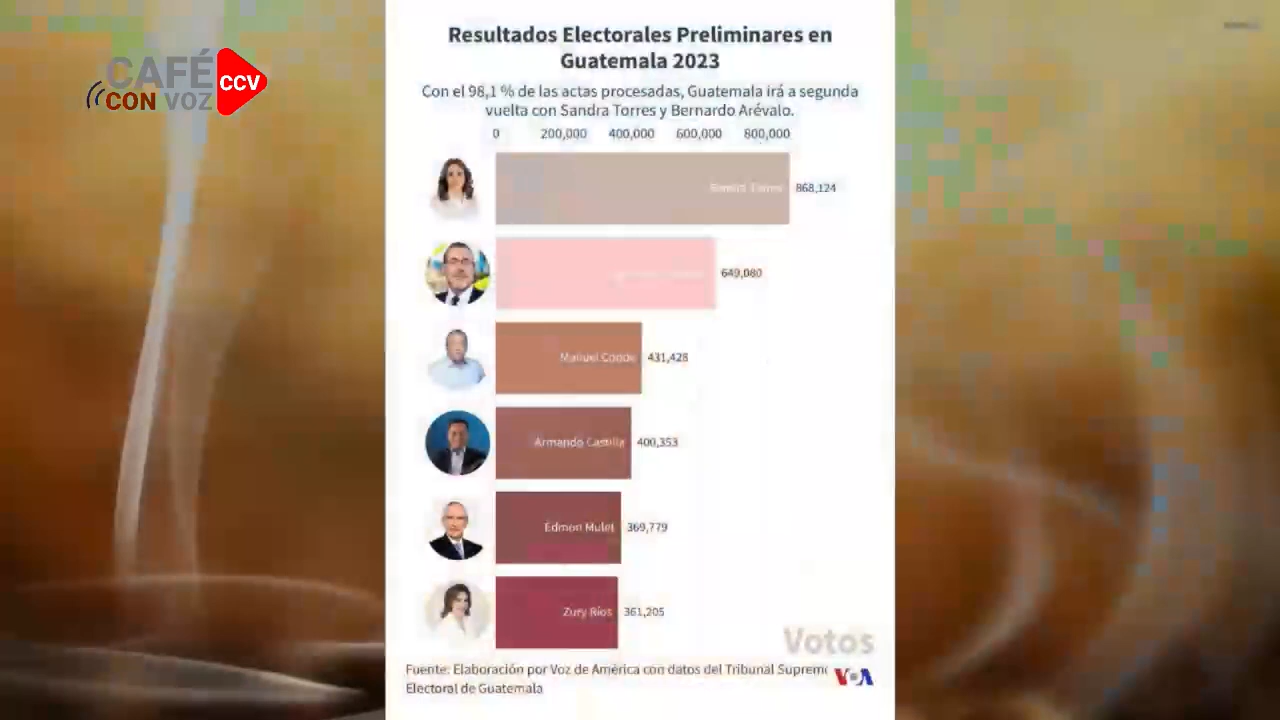 CAFÉ
CON VOZ
CCV
Resultados Electorales Preliminares en
Guatemala 2023
Con el 98,1 % de las actas procesadas, Guatemala irá a segunda
vuelta con Sandra Torres y Bernardo Arévalo.
0 200,000 400,000 600,000 800,000
Sandra Torres 868,124
649,080
Manuel Conde 431,428
Armando Castilla 400,353
Edmon Mulet 369,779
Zury Ríos 361,205
Votos
Fuente: Elaboración por Voz de América con datos del Tribunal Supremo
Electoral de Guatemala
VOA